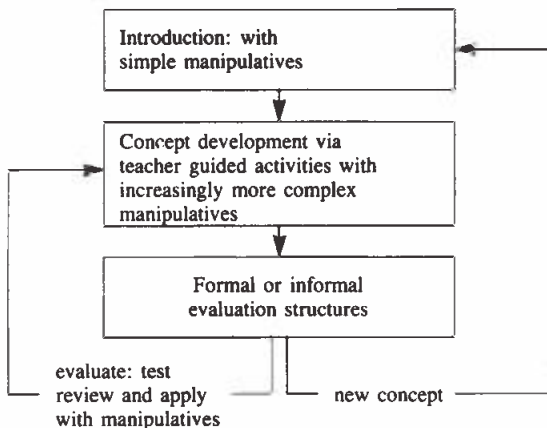 Introduction: with
simple manipulatives
Concept development via
teacher guided activities with
increasingly more complex
manipulatives
Formal or informal
evaluation structures
evaluate: test
review and apply
with manipulatives
new concept